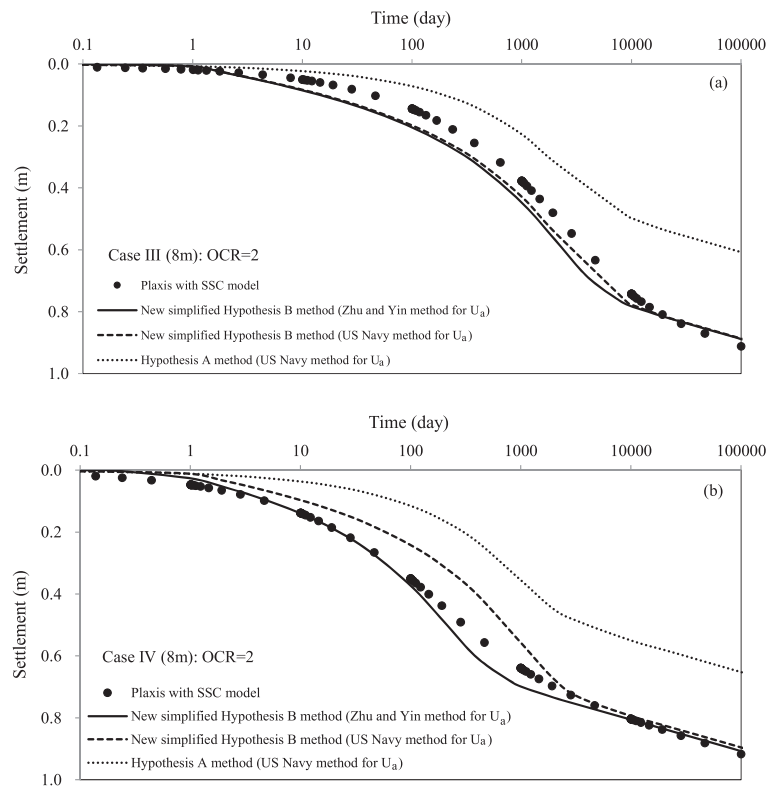 Time (day)
0.1 1 10 100 1000 10000 100000
0.0
0.2
0.4
0.6
0.8
1.0
Settlement (m)
(a)
Case III (8m): OCR=2
Plaxis with SSC model
New simplified Hypothesis B method (Zhu and Yin method for Ua)
New simplified Hypothesis B method (US Navy method for Ua)
Hypothesis A method (US Navy method for Ua)
Time (day)
0.1 1 10 100 1000 10000 100000
0.0
0.2
0.4
0.6
0.8
1.0
Settlement (m)
(b)
Case IV (8m): OCR=2
Plaxis with SSC model
New simplified Hypothesis B method (Zhu and Yin method for Ua)
New simplified Hypothesis B method (US Navy method for Ua)
Hypothesis A method (US Navy method for Ua)